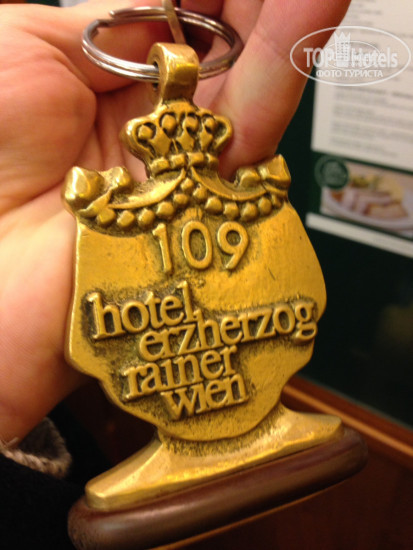 TopHotels
ФОТО ТУРИСТА
109
hotel
erzherzog
rainer
wien